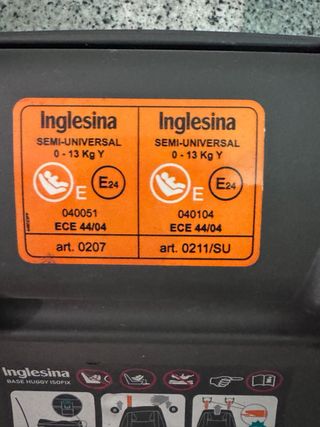 Inglesina
SEMI-UNIVERSAL
0 - 13 Kg Y
E
E24
040051
ECE 44/04
art. 0207
Inglesina
SEMI-UNIVERSAL
0 - 13 Kg Y
E
E24
040104
ECE 44/04
art. 0211/SU
Inglesina
BASE HUGGY ISOFIX